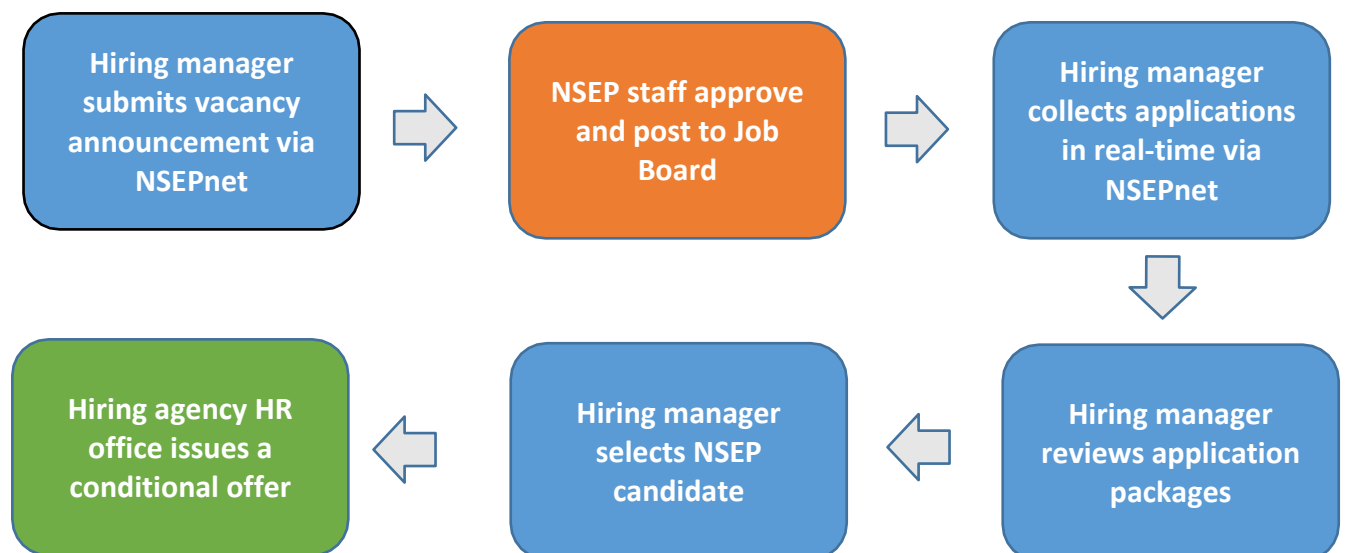 Hiring manager
submits vacancy
announcement via
NSEPnet
NSEP staff approve
and post to Job
Board
Hiring manager
collects applications
in real-time via
NSEPnet
Hiring manager
reviews application
packages
Hiring manager
selects NSEP
candidate
Hiring agency HR
office issues a
conditional offer